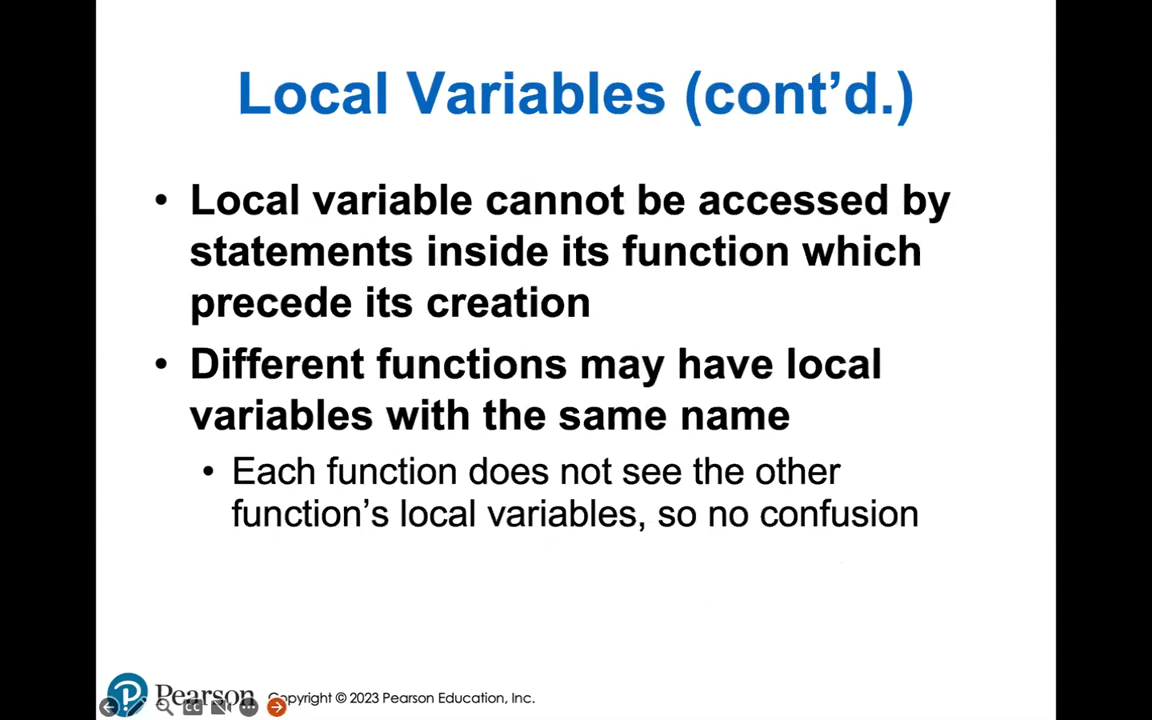 Local Variables (cont’d.)
• Local variable cannot be accessed by
statements inside its function which
precede its creation
• Different functions may have local
variables with the same name
• Each function does not see the other
function’s local variables, so no confusion
Pearson Copyright © 2023 Pearson Education, Inc.
CC